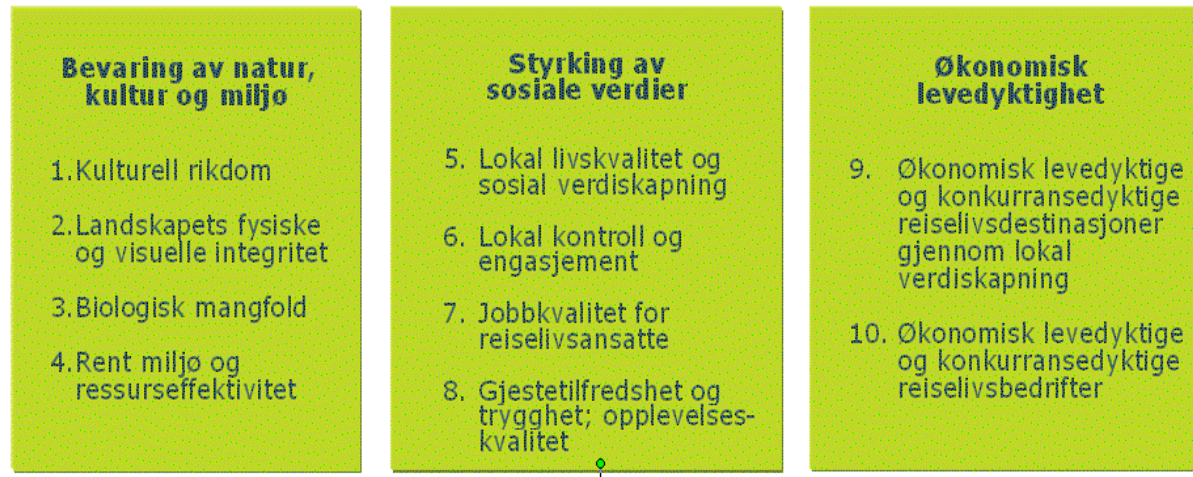 Bevaring av natur,
kultur og miljø
1. Kulturell rikdom
2. Landskapets fysiske
og visuelle integritet
3. Biologisk mangfold
4. Rent miljø og
ressurseffektivitet
Styrking av
sosiale verdier
5. Lokal livskvalitet og
sosial verdiskapning
6. Lokal kontroll og
engasjement
7. Jobbkvalitet for
reiselivsansatte
8. Gjestetilfredshet og
trygghet; opplevelses-
kvalitet
Økonomisk
levedyktighet
9. Økonomisk levedyktige
og konkurransedyktige
reiselivsdestinasjoner
gjennom lokal
verdiskapning
10. Økonomisk levedyktige
og konkurransedyktige
reiselivsbedrifter